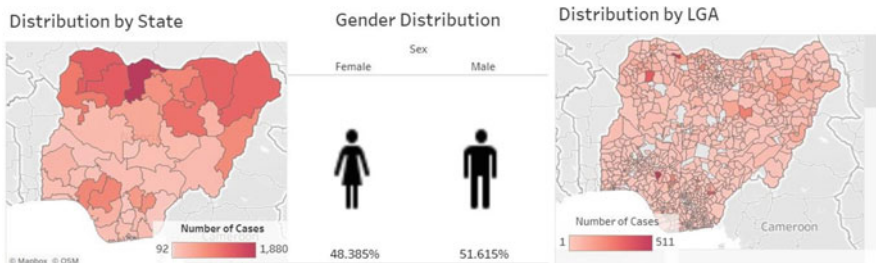 Distribution by State
Gender Distribution
Sex
Female
Male
48.385%
51.615%
Number of Cases
92
1,880
© Mapbox © OSM
Distribution by LGA
Number of Cases
1
511
Cameroon